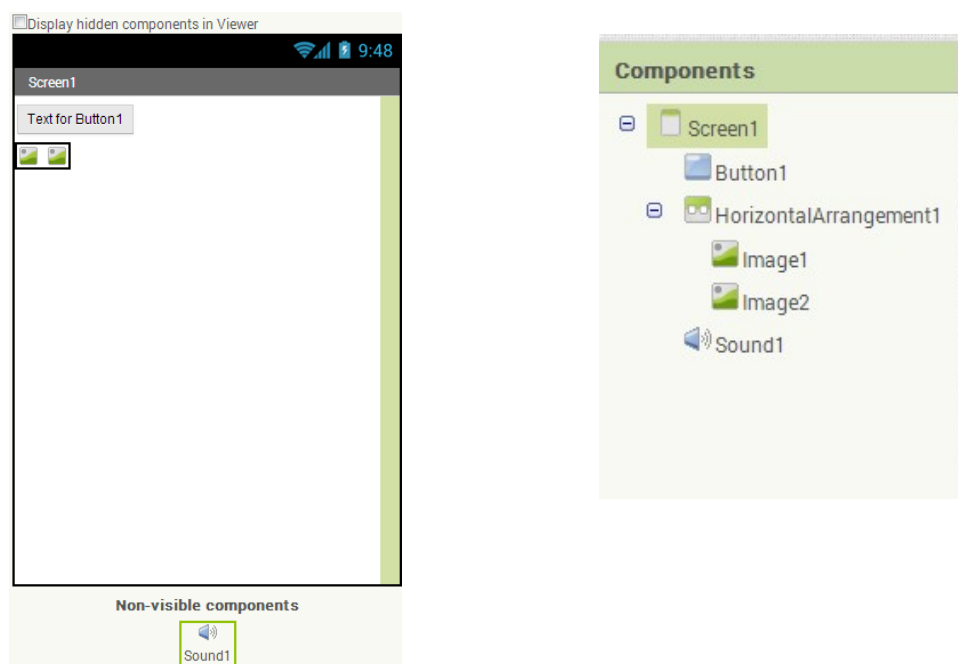 Display hidden components in Viewer
9:48
Screen1
Text for Button1
Non-visible components
Sound1
Components
Screen1
Button1
HorizontalArrangement1
Image1
Image2
Sound1